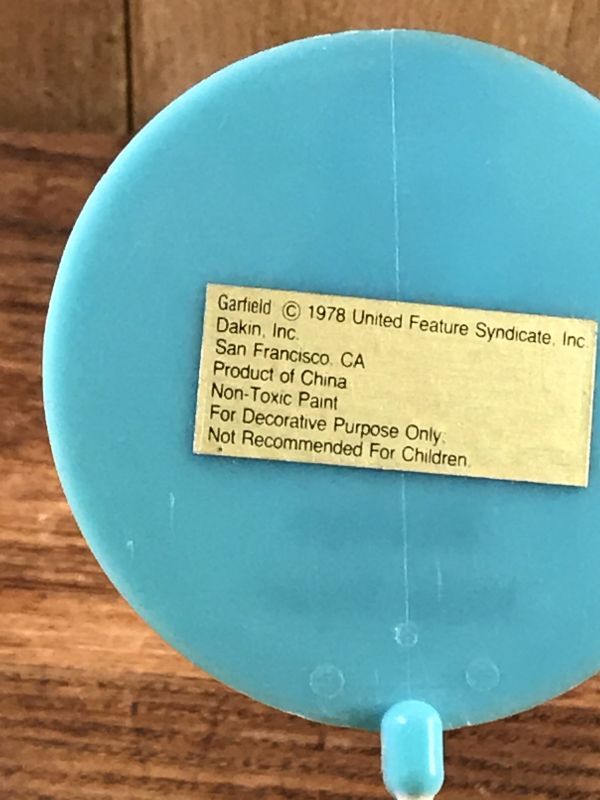 Garfield © 1978 United Feature Syndicate, Inc.
Dakin, Inc.
San Francisco, CA
Product of China
Non-Toxic Paint
For Decorative Purpose Only.
Not Recommended For Children.